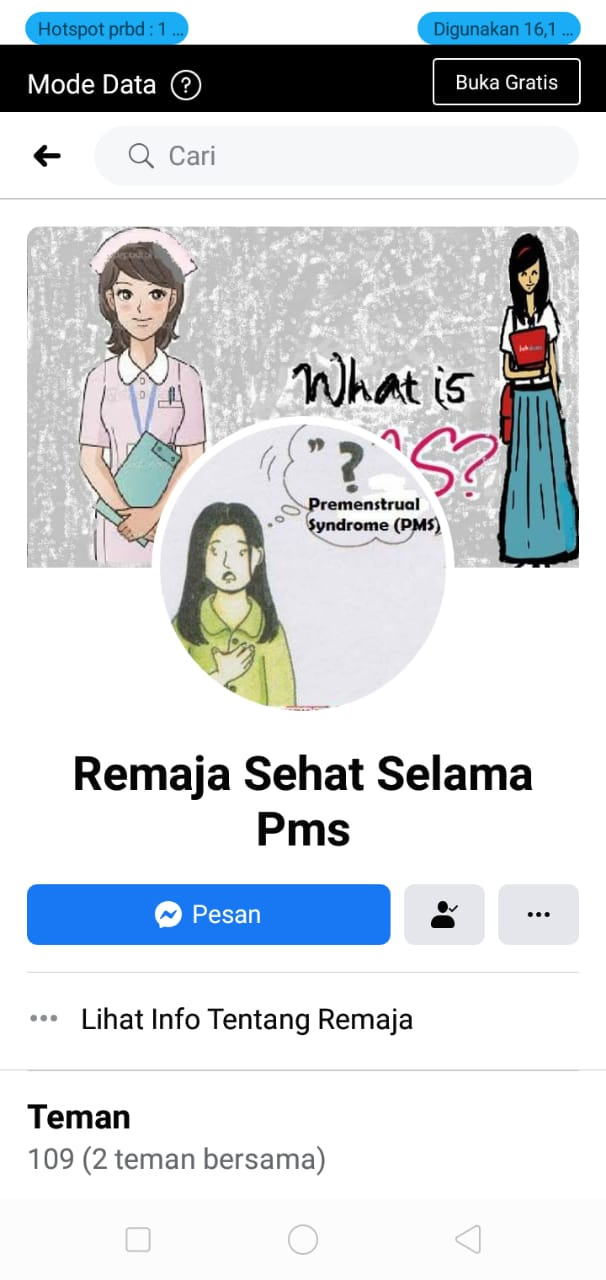 Hotspot prbd : 1 ...
Digunakan 16,1 ...
Mode Data ?
Buka Gratis
Cari
What is
S?
" ?
Premenstrual
Syndrome (PMS)
Remaja Sehat Selama
Pms
Pesan
Lihat Info Tentang Remaja
Teman
109 (2 teman bersama)